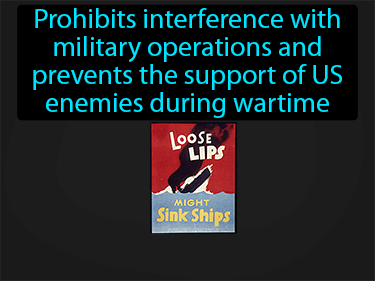 Prohibits interference with
military operations and
prevents the support of US
enemies during wartime
LOOSE
LIPS
MIGHT
Sink Ships